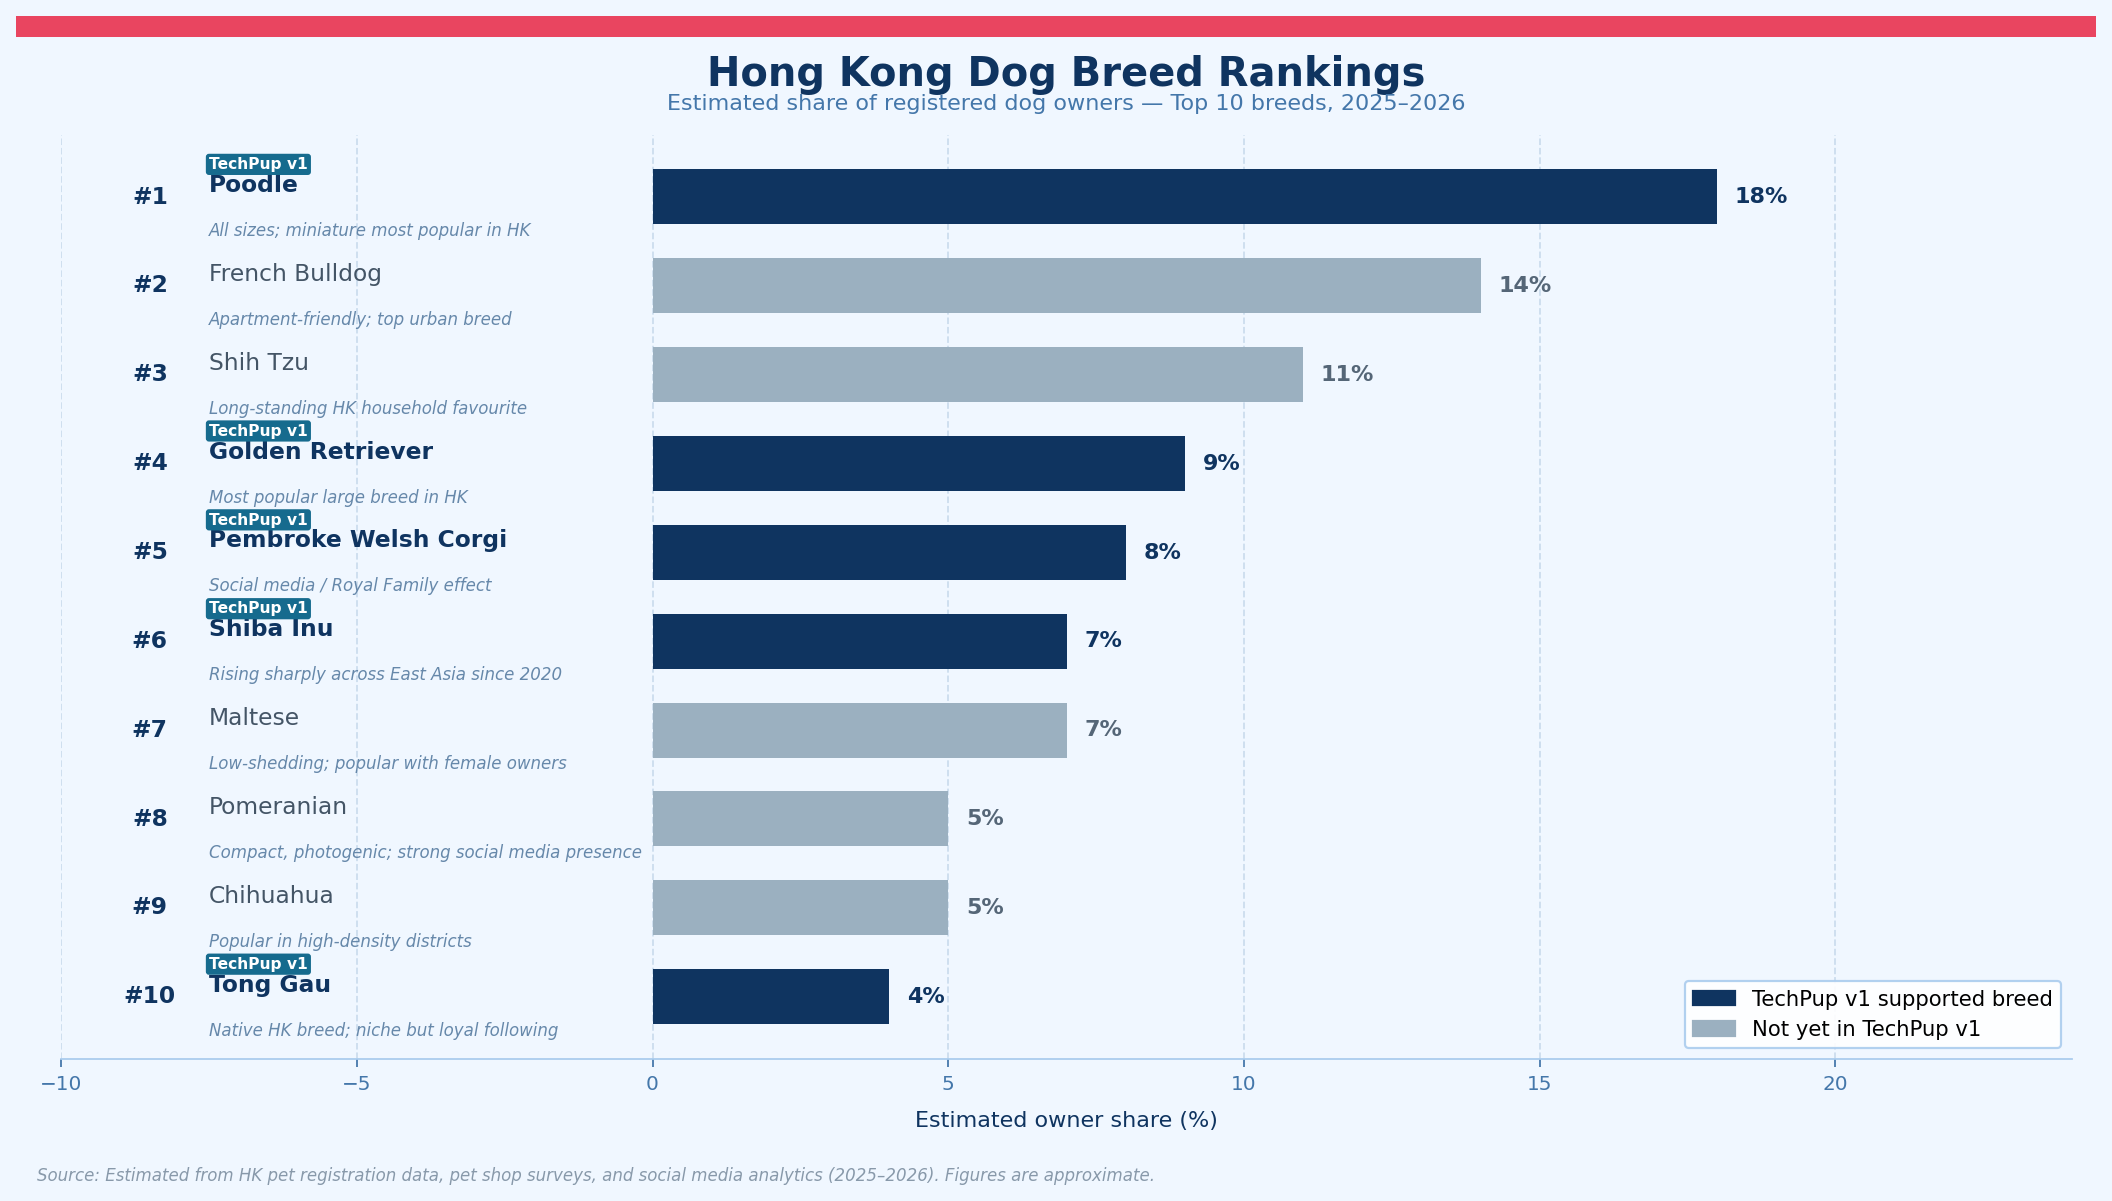 Hong Kong Dog Breed Rankings
Estimated share of registered dog owners — Top 10 breeds, 2025–2026
TechPup v1
#1 Poodle 18%
All sizes; miniature most popular in HK
#2 French Bulldog 14%
Apartment-friendly; top urban breed
#3 Shih Tzu 11%
Long-standing HK household favourite
TechPup v1
#4 Golden Retriever 9%
Most popular large breed in HK
TechPup v1
#5 Pembroke Welsh Corgi 8%
Social media / Royal Family effect
TechPup v1
#6 Shiba Inu 7%
Rising sharply across East Asia since 2020
#7 Maltese 7%
Low-shedding; popular with female owners
#8 Pomeranian 5%
Compact, photogenic; strong social media presence
#9 Chihuahua 5%
Popular in high-density districts
TechPup v1
#10 Tong Gau 4%
Native HK breed; niche but loyal following
TechPup v1 supported breed
Not yet in TechPup v1
−10 −5 0 5 10 15 20
Estimated owner share (%)
Source: Estimated from HK pet registration data, pet shop surveys, and social media analytics (2025–2026). Figures are approximate.